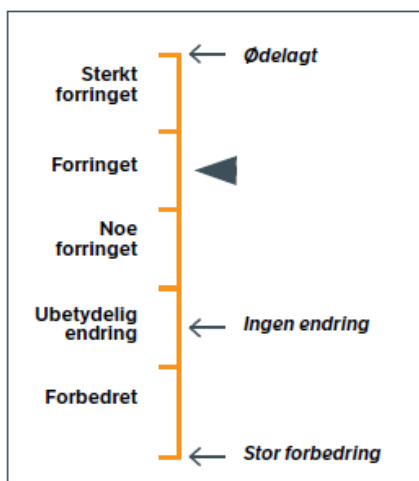 Ødelagt
Sterkt
forringet
Forringet
Noe
forringet
Ubetydelig
endring
Ingen endring
Forbedret
Stor forbedring